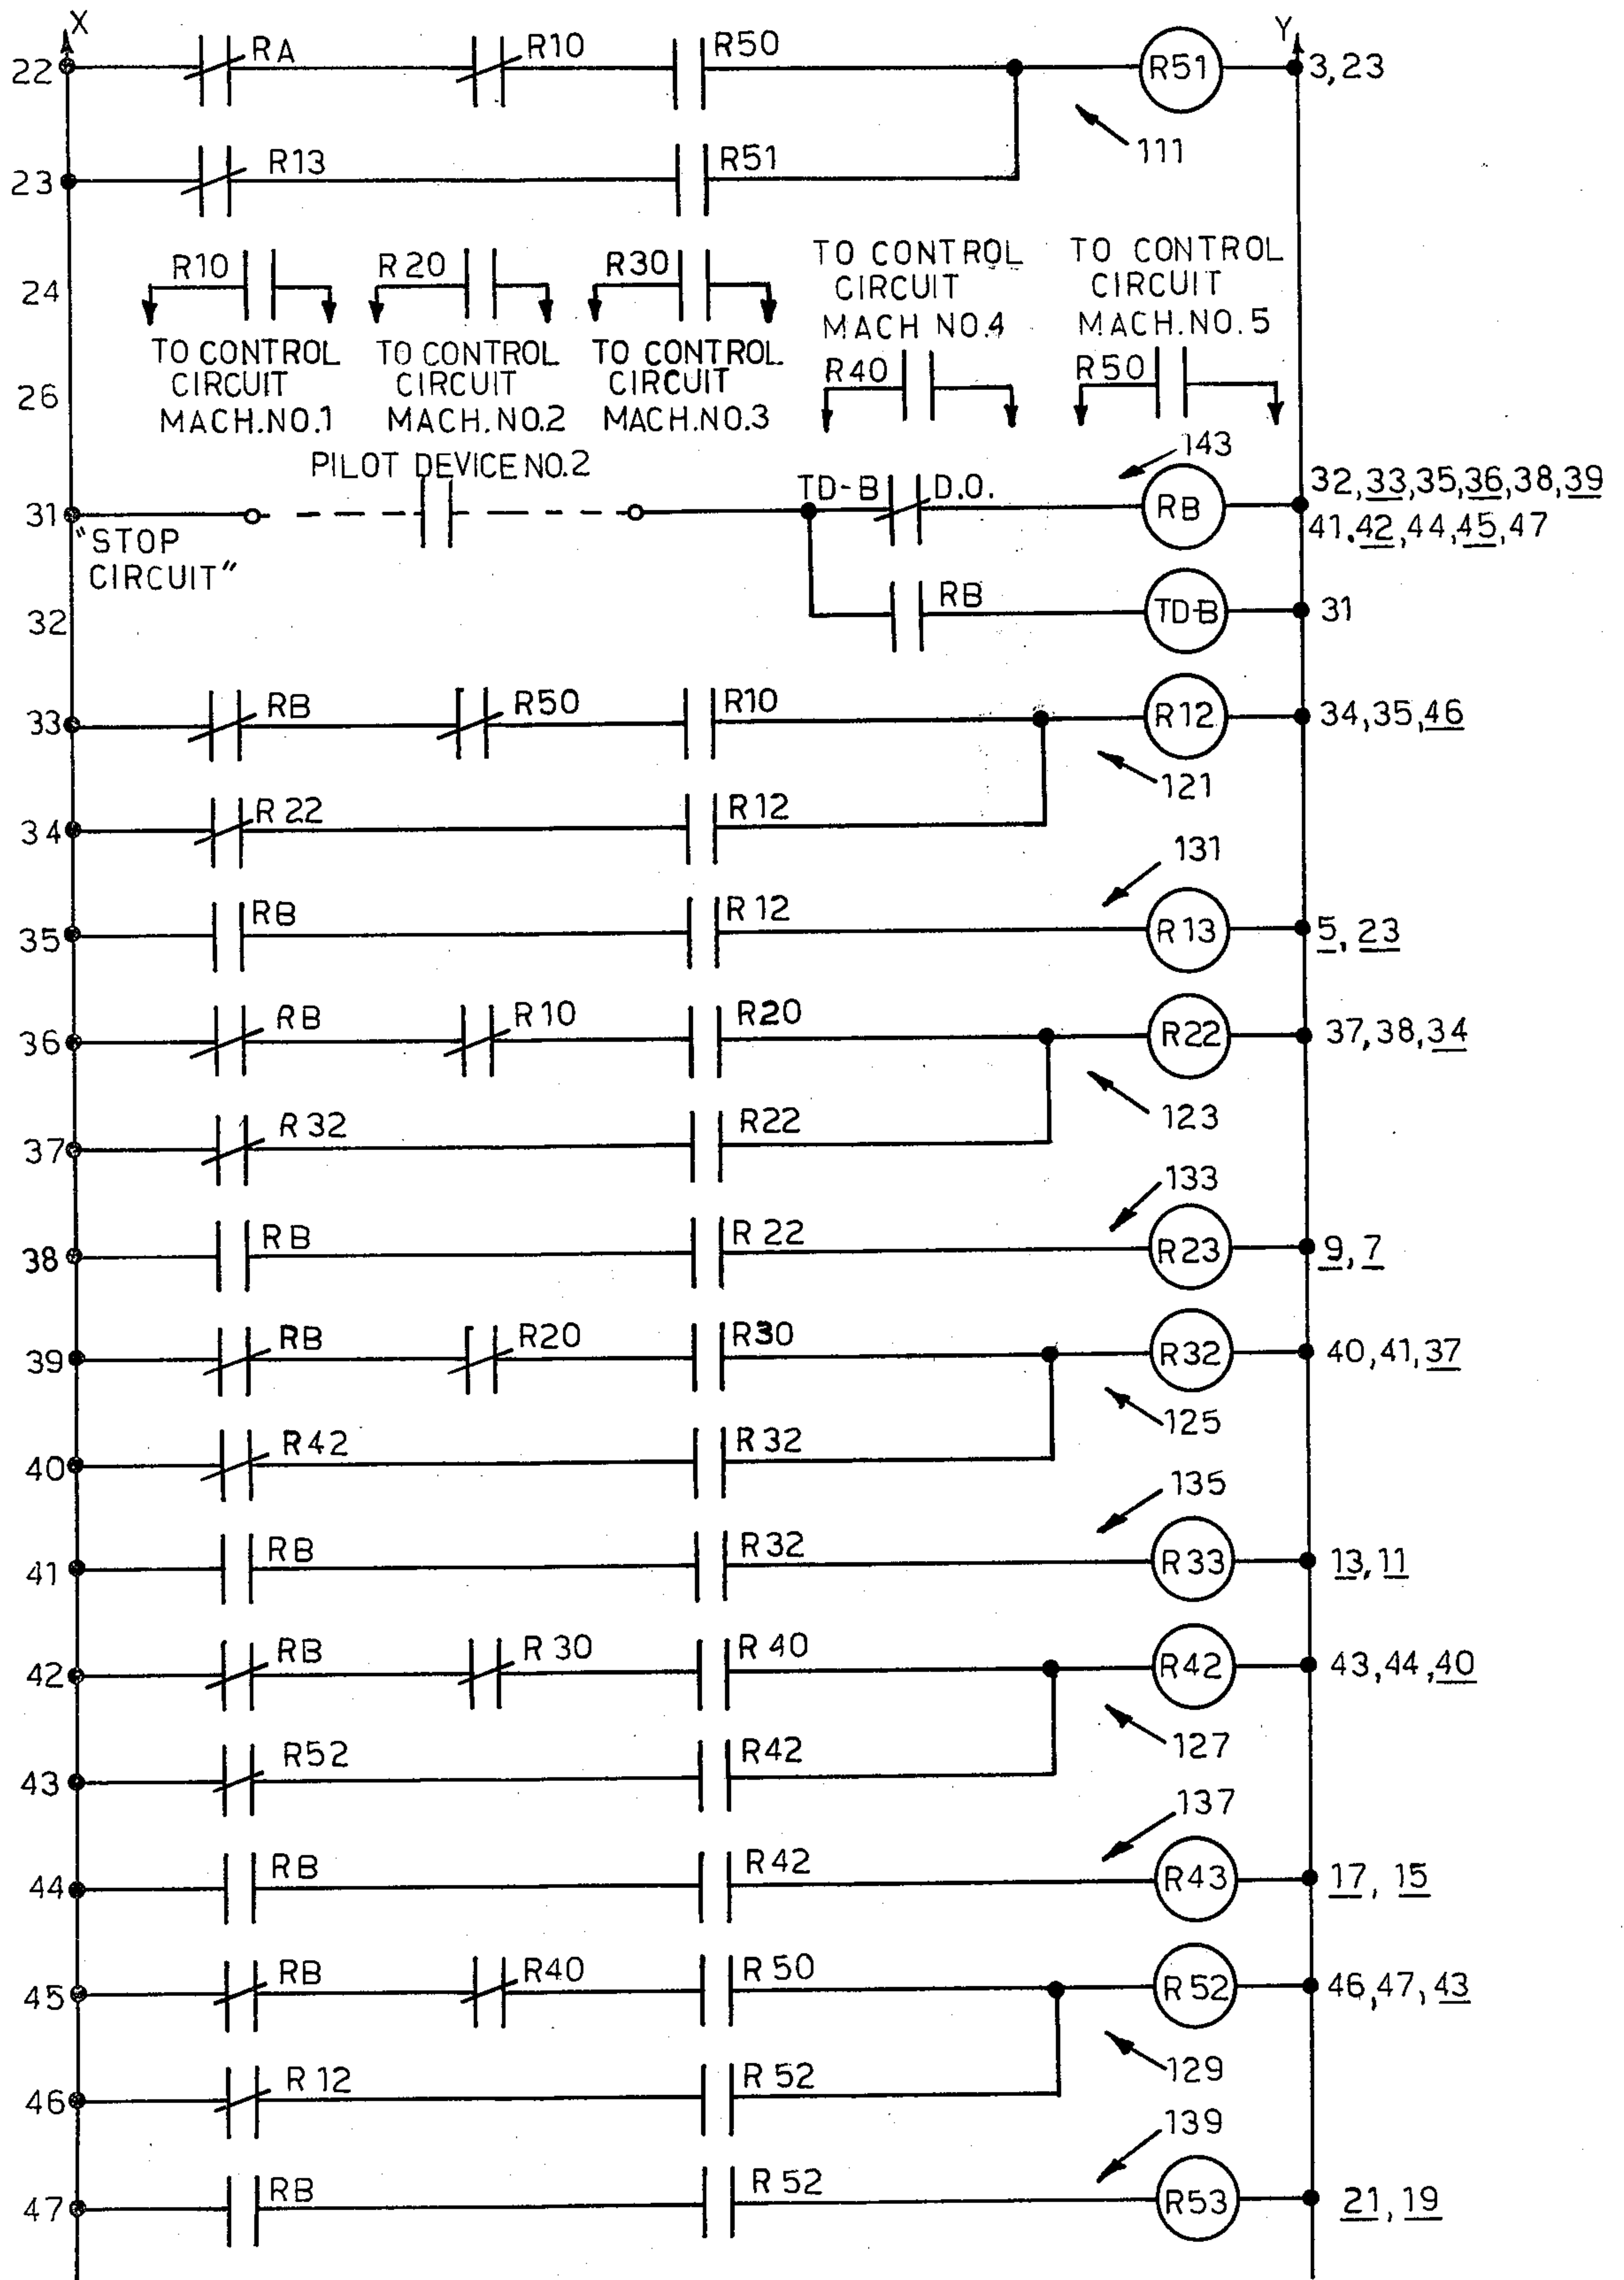 X Y
22 RA R10 R50 R51 3,23
111
23 R13 R51
24 R10 R20 R30 TO CONTROL CIRCUIT MACH NO.4 TO CONTROL CIRCUIT MACH.NO.5
TO CONTROL CIRCUIT MACH.NO.1 TO CONTROL CIRCUIT MACH.NO.2 TO CONTROL CIRCUIT MACH.NO.3
26 R40 R50
PILOT DEVICE NO.2 143
31 TD-B D.O. RB 32,33,35,36,38,39
41.42,44,45,47
"STOP
CIRCUIT"
32 RB TD-B 31
33 RB R50 R10 R12 34,35,46
121
34 R22 R12
131
35 RB R12 R13 5, 23
36 RB R10 R20 R22 37,38,34
123
37 R32 R22
133
38 RB R22 R23 9,7
39 RB R20 R30 R32 40,41,37
125
40 R42 R32
135
41 RB R32 R33 13,11
42 RB R30 R40 R42 43,44,40
127
43 R52 R42
137
44 RB R42 R43 17, 15
45 RB R40 R50 R52 46,47,43
129
46 R12 R52
139
47 RB R52 R53 21, 19